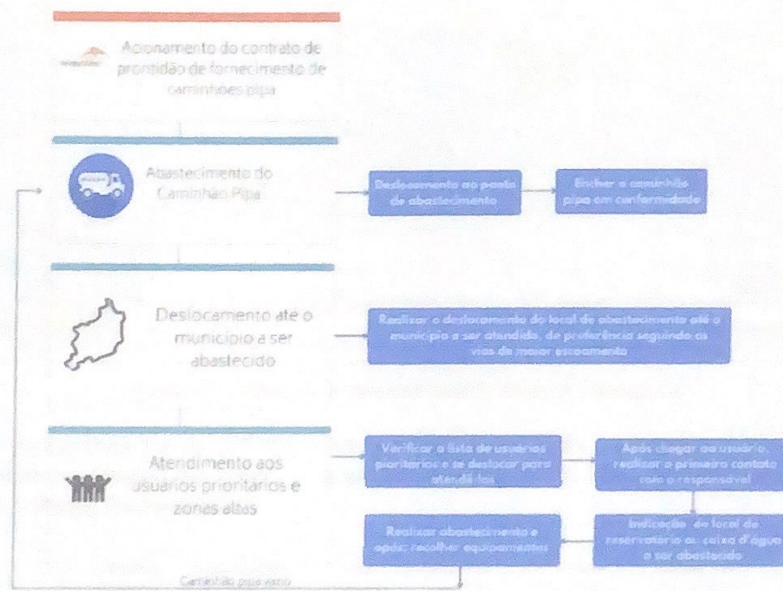 Acionamento do contrato de
prontidão de fornecimento de
caminhões pipa
Abastecimento do
Caminhão Pipa
Deslocamento ao ponto
de abastecimento
Encher o caminhão
pipa em conformidade
Deslocamento até o
município a ser
abastecido
Realizar o deslocamento do local de abastecimento até o
município a ser atendido, de preferência seguindo as
vias de maior escoamento
Atendimento aos
usuários prioritários e
zonas altas
Verificar a lista de usuários
prioritários e se deslocar para
atendê-los
Após chegar ao usuário,
realizar o primeiro contato
com o responsável
Indicação do local do
reservatório ou caixa d'água
a ser abastecido
Realizar abastecimento e
após, recolher equipamentos
Caminhão pipa vazio